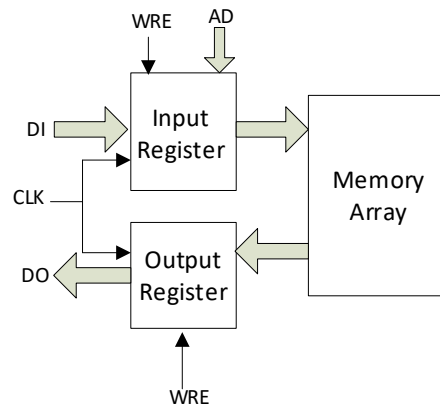 WRE
AD
DI
Input
Register
CLK
Memory
Array
DO
Output
Register
WRE